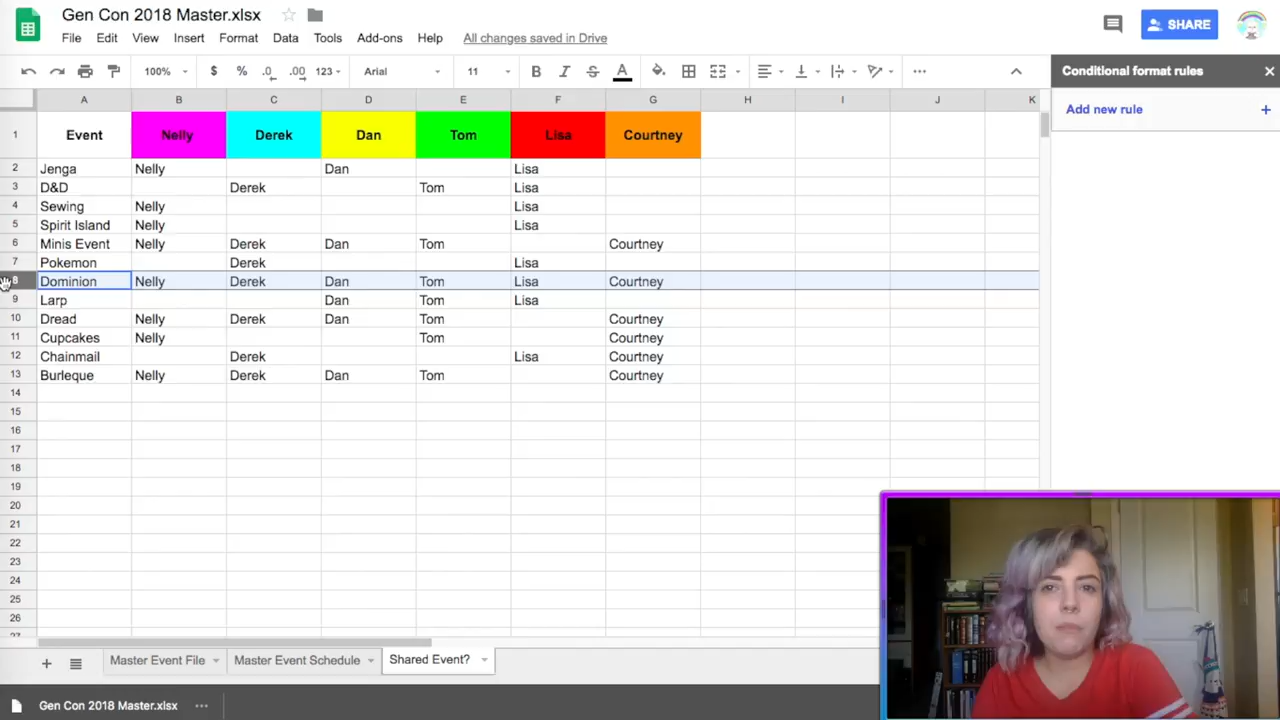 Gen Con 2018 Master.xlsx
File Edit View Insert Format Data Tools Add-ons Help All changes saved in Drive
SHARE
100% $ % .0 .00 123 Arial 11 B I S A
Conditional format rules
Add new rule
A B C D E F G H I J K
1 Event Nelly Derek Dan Tom Lisa Courtney
2 Jenga Nelly Dan Lisa
3 D&D Derek Tom Lisa
4 Sewing Nelly Lisa
5 Spirit Island Nelly Lisa
6 Minis Event Nelly Derek Dan Tom Courtney
7 Pokemon Derek Lisa
8 Dominion Nelly Derek Dan Tom Lisa Courtney
9 Larp Dan Tom Lisa
10 Dread Nelly Derek Dan Tom Courtney
11 Cupcakes Nelly Tom Courtney
12 Chainmail Derek Lisa Courtney
13 Burleque Nelly Derek Dan Tom Courtney
14
15
16
17
18
19
20
21
22
23
24
25
26
27
Master Event File Master Event Schedule Shared Event?
Gen Con 2018 Master.xlsx